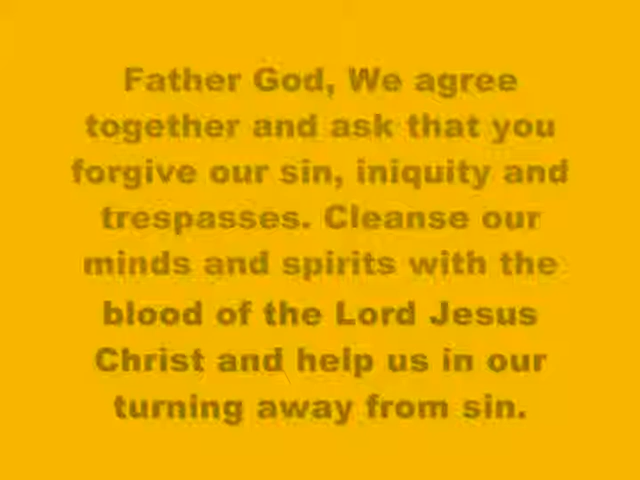 Father God, We agree
together and ask that you
forgive our sin, iniquity and
trespasses. Cleanse our
minds and spirits with the
blood of the Lord Jesus
Christ and help us in our
turning away from sin.